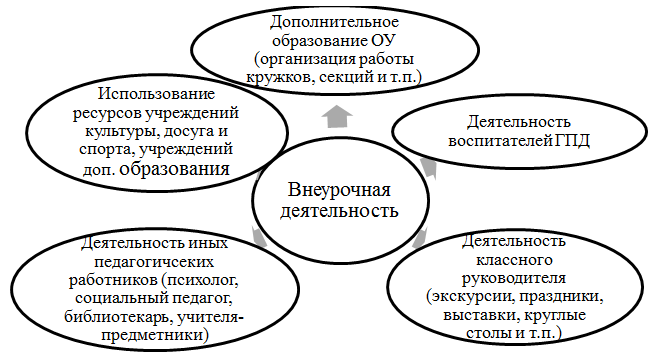 Дополнительное
образование ОУ
(организация работы
кружков, секций и т.п.)
Использование
ресурсов учреждений
культуры, досуга и
спорта, учреждений
доп. образования
Деятельность
воспитателей ГПД
Внеурочная
деятельность
Деятельность иных
педагогичсеких
работников (психолог,
социальный педагог,
библиотекарь, учителя-
предметники)
Деятельность
классного
руководителя
(экскурсии, праздники,
выставки, круглые
столы и т.п.)